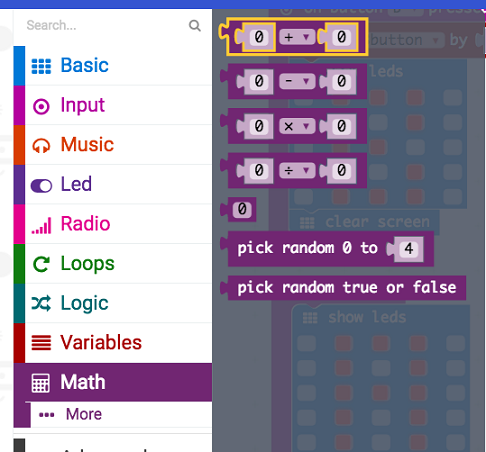 Search...
Basic
Input
Music
Led
Radio
Loops
Logic
Variables
Math
More
on button pressed
0 + 0
button by
leds
0 - 0
0 × 0
0 ÷ 0
0
clear screen
pick random 0 to 4
pick random true or false
show leds